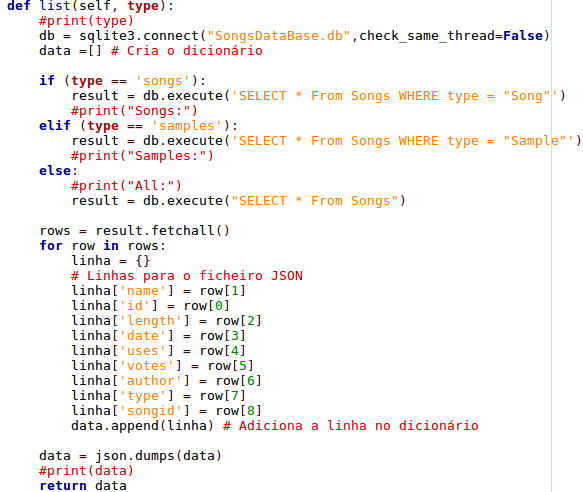 def list(self, type):
    #print(type)
    db = sqlite3.connect("SongsDataBase.db",check_same_thread=False)
    data =[] # Cria o dicionário

    if (type == 'songs'):
        result = db.execute('SELECT * From Songs WHERE type = "Song"')
        #print("Songs:")
    elif (type == 'samples'):
        result = db.execute('SELECT * From Songs WHERE type = "Sample"')
        #print("Samples:")
    else:
        #print("All:")
        result = db.execute("SELECT * From Songs")

    rows = result.fetchall()
    for row in rows:
        linha = {}
        # Linhas para o ficheiro JSON
        linha['name'] = row[1]
        linha['id'] = row[0]
        linha['length'] = row[2]
        linha['date'] = row[3]
        linha['uses'] = row[4]
        linha['votes'] = row[5]
        linha['author'] = row[6]
        linha['type'] = row[7]
        linha['songid'] = row[8]
        data.append(linha) # Adiciona a linha no dicionário

    data = json.dumps(data)
    #print(data)
    return data